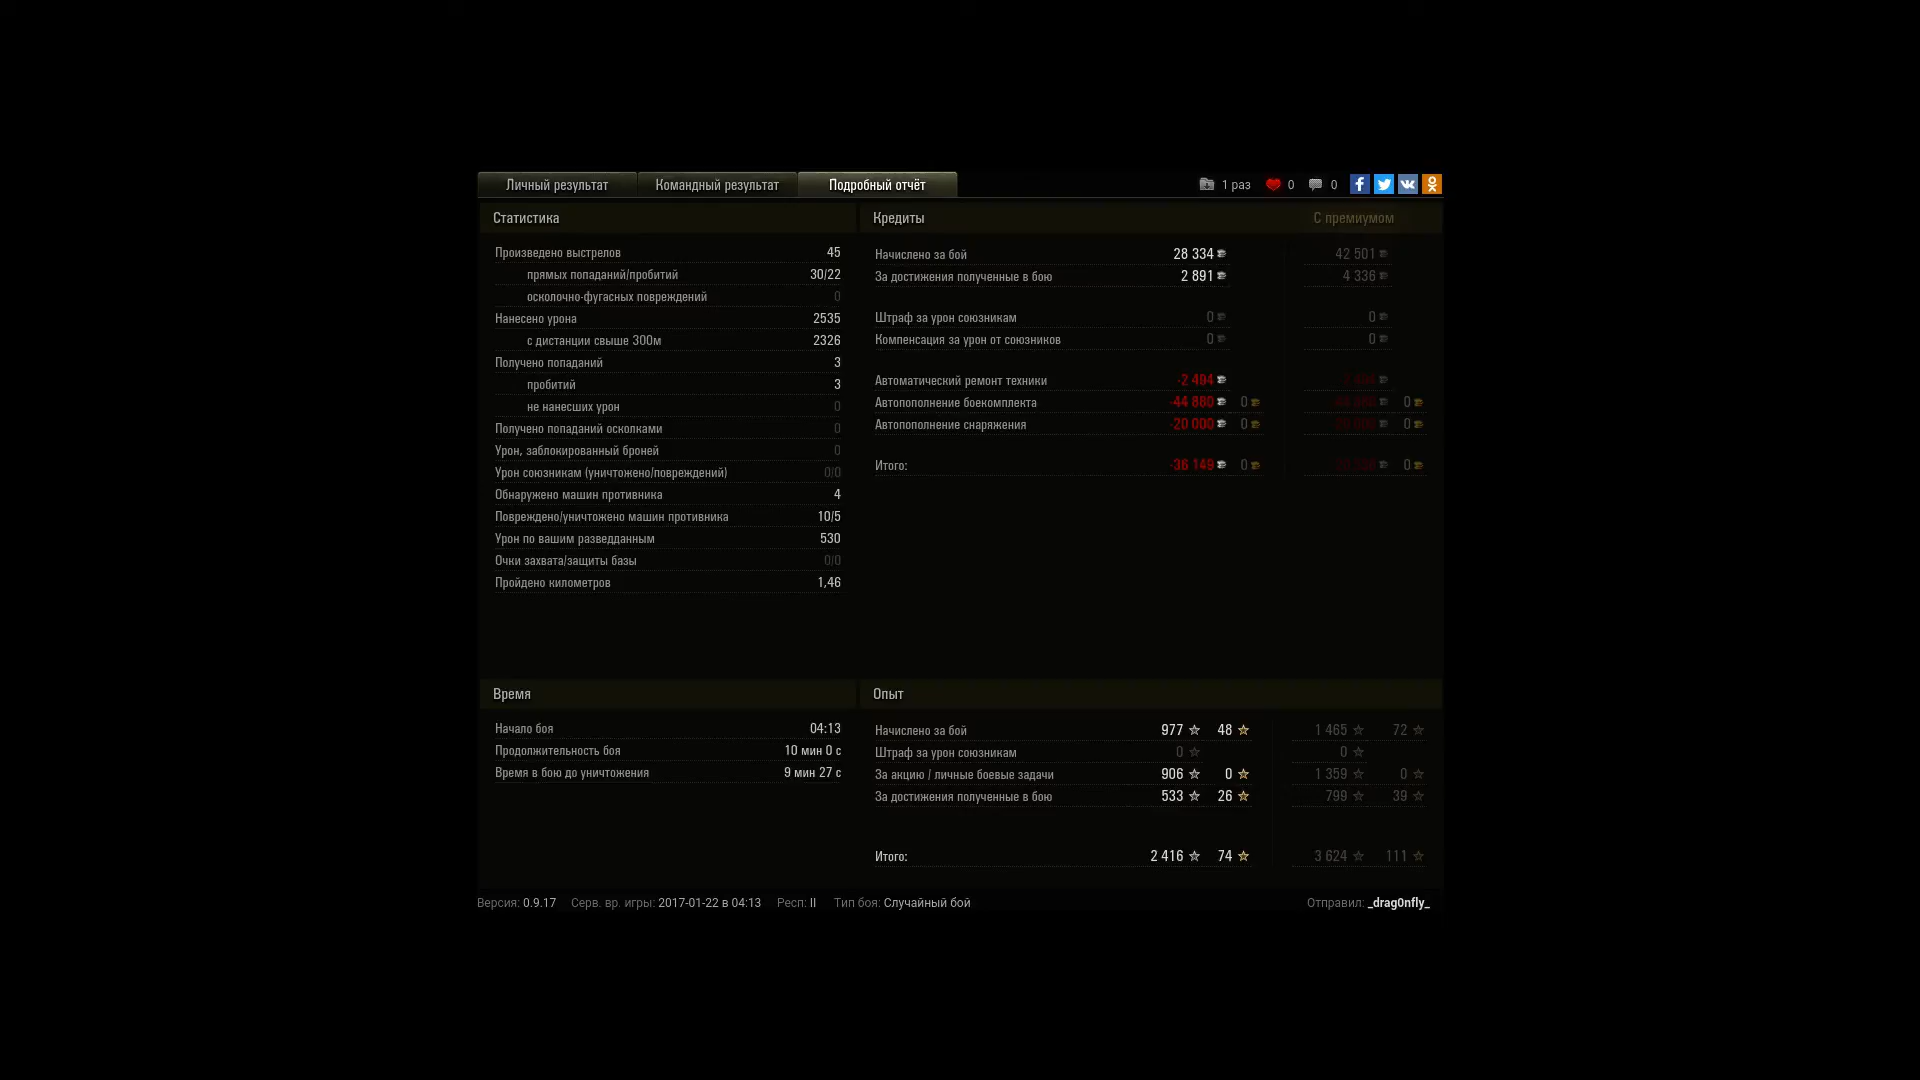 Личный результат Командный результат Подробный отчёт 1 раз 0 0
Статистика
Произведено выстрелов 45
прямых попаданий/пробитий 30/22
осколочно-фугасных повреждений 0
Нанесено урона 2535
с дистанции свыше 300м 2326
Получено попаданий 3
пробитий 3
не нанесших урон 0
Получено попаданий осколками 0
Урон, заблокированный броней 0
Урон союзникам (уничтожено/повреждений) 0/0
Обнаружено машин противника 4
Повреждено/уничтожено машин противника 10/5
Урон по вашим разведданным 530
Очки захвата/защиты базы 0/0
Пройдено километров 1,46
Кредиты С премиумом
Начислено за бой 28 334 42 501
За достижения полученные в бою 2 891 4 336
Штраф за урон союзникам 0 0
Компенсация за урон от союзников 0 0
Автоматический ремонт техники -2 494
Автопополнение боекомплекта -44 880 0 0
Автопополнение снаряжения -20 000 0 0
Итого: -36 149 0 0
Время
Начало боя 04:13
Продолжительность боя 10 мин 0 с
Время в бою до уничтожения 9 мин 27 с
Опыт
Начислено за бой 977 48 1 465 72
Штраф за урон союзникам 0 0
За акцию / личные боевые задачи 906 0 1 359 0
За достижения полученные в бою 533 26 799 39
Итого: 2 416 74 3 624 111
Версия: 0.9.17 Серв. вр. игры: 2017-01-22 в 04:13 Респ: II Тип боя: Случайный бой Отправил: _drag0nfly_